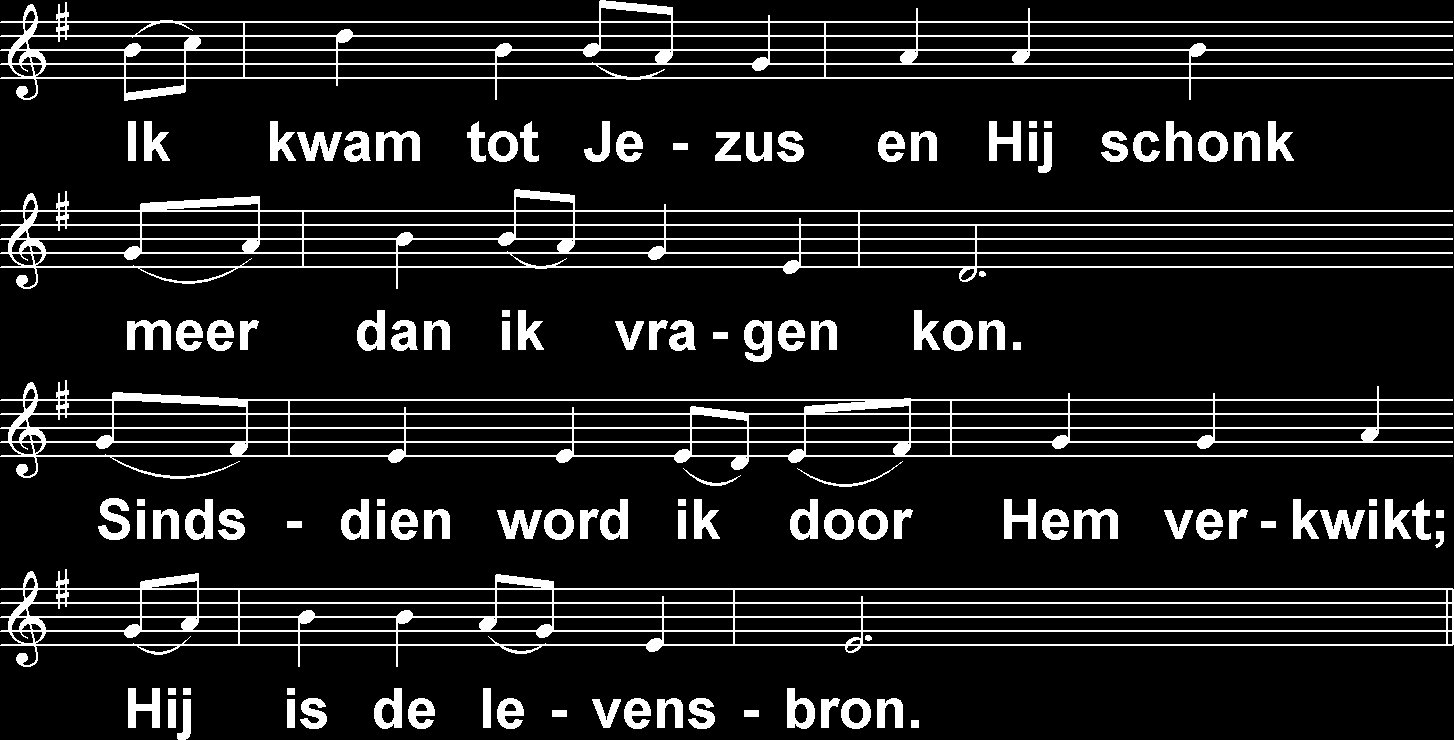 Ik kwam tot Je - zus en Hij schonk
meer dan ik vra - gen kon.
Sinds - dien word ik door Hem ver - kwikt;
Hij is de le - vens - bron.